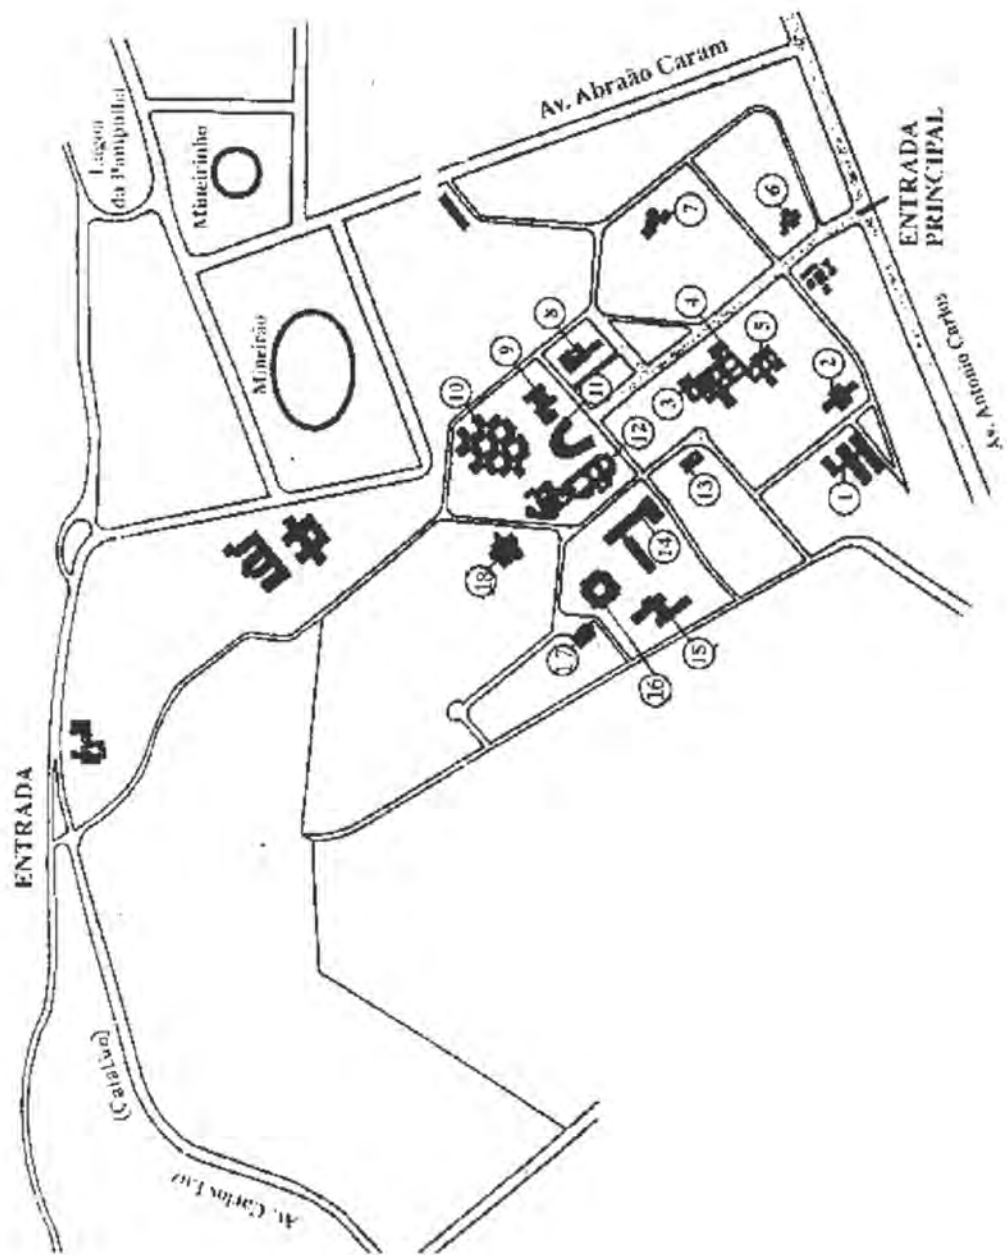 Lagoa
da Pampulha
Mineirinho
Mineirão
Av. Abraão Caram
ENTRADA
PRINCIPAL
Av. Antonio Carlos
ENTRADA
(Catalão)
Av. Carlos Luz
1
2
3
4
5
6
7
8
9
10
11
12
13
14
15
16
17
18